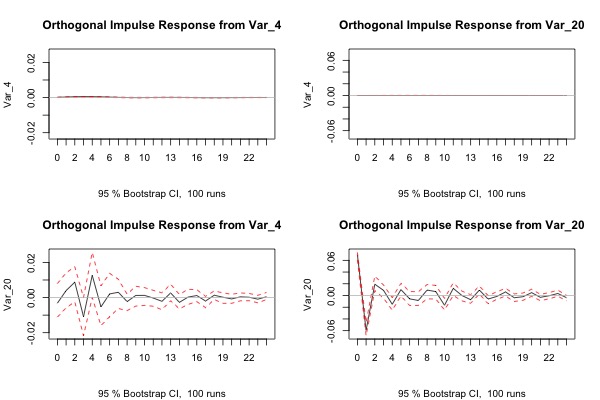 Orthogonal Impulse Response from Var_4
Var_4
0.02
0.00
-0.02
0 2 4 6 8 10 13 16 19 22
95 % Bootstrap CI, 100 runs
Orthogonal Impulse Response from Var_20
Var_4
0.06
0.00
-0.06
0 2 4 6 8 10 13 16 19 22
95 % Bootstrap CI, 100 runs
Orthogonal Impulse Response from Var_4
Var_20
0.02
0.00
-0.02
0 2 4 6 8 10 13 16 19 22
95 % Bootstrap CI, 100 runs
Orthogonal Impulse Response from Var_20
Var_20
0.06
0.00
-0.06
0 2 4 6 8 10 13 16 19 22
95 % Bootstrap CI, 100 runs